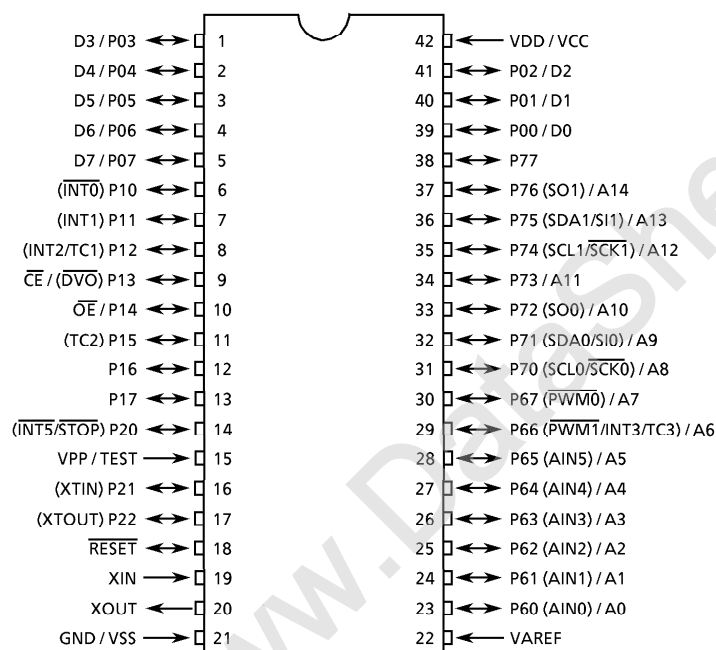 D3 / P03 1 42 VDD / VCC
D4 / P04 2 41 P02 / D2
D5 / P05 3 40 P01 / D1
D6 / P06 4 39 P00 / D0
D7 / P07 5 38 P77
(INT0) P10 6 37 P76 (SO1) / A14
(INT1) P11 7 36 P75 (SDA1/SI1) / A13
(INT2/TC1) P12 8 35 P74 (SCL1/SCK1) / A12
CE / (DVO) P13 9 34 P73 / A11
OE / P14 10 33 P72 (SO0) / A10
(TC2) P15 11 32 P71 (SDA0/SI0) / A9
P16 12 31 P70 (SCL0/SCK0) / A8
P17 13 30 P67 (PWM0) / A7
(INT5/STOP) P20 14 29 P66 (PWM1/INT3/TC3) / A6
VPP / TEST 15 28 P65 (AIN5) / A5
(XTIN) P21 16 27 P64 (AIN4) / A4
(XTOUT) P22 17 26 P63 (AIN3) / A3
RESET 18 25 P62 (AIN2) / A2
XIN 19 24 P61 (AIN1) / A1
XOUT 20 23 P60 (AIN0) / A0
GND / VSS 21 22 VAREF
w.DataShe